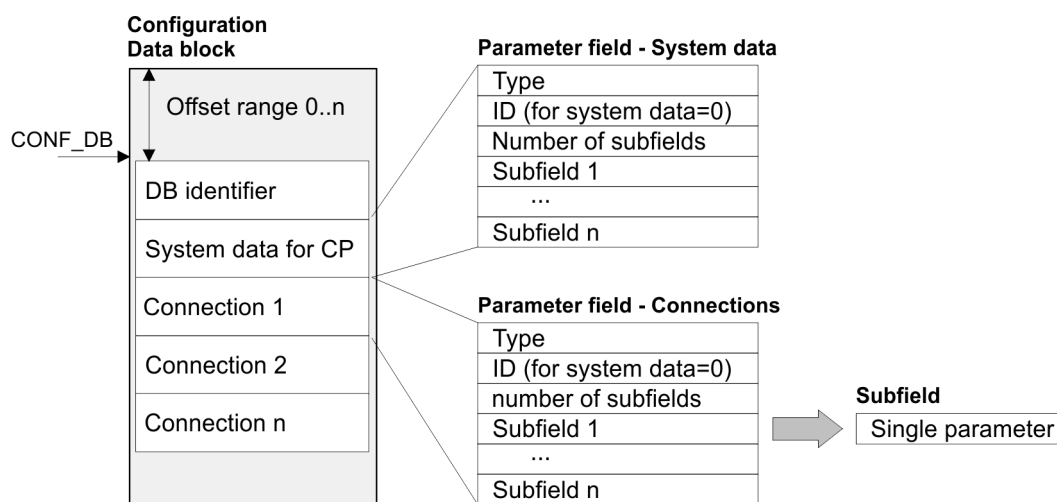 Configuration
Data block
Offset range 0..n
CONF_DB
DB identifier
System data for CP
Connection 1
Connection 2
Connection n
Parameter field - System data
Type
ID (for system data=0)
Number of subfields
Subfield 1
...
Subfield n
Parameter field - Connections
Type
ID (for system data=0)
number of subfields
Subfield 1
...
Subfield n
Subfield
Single parameter